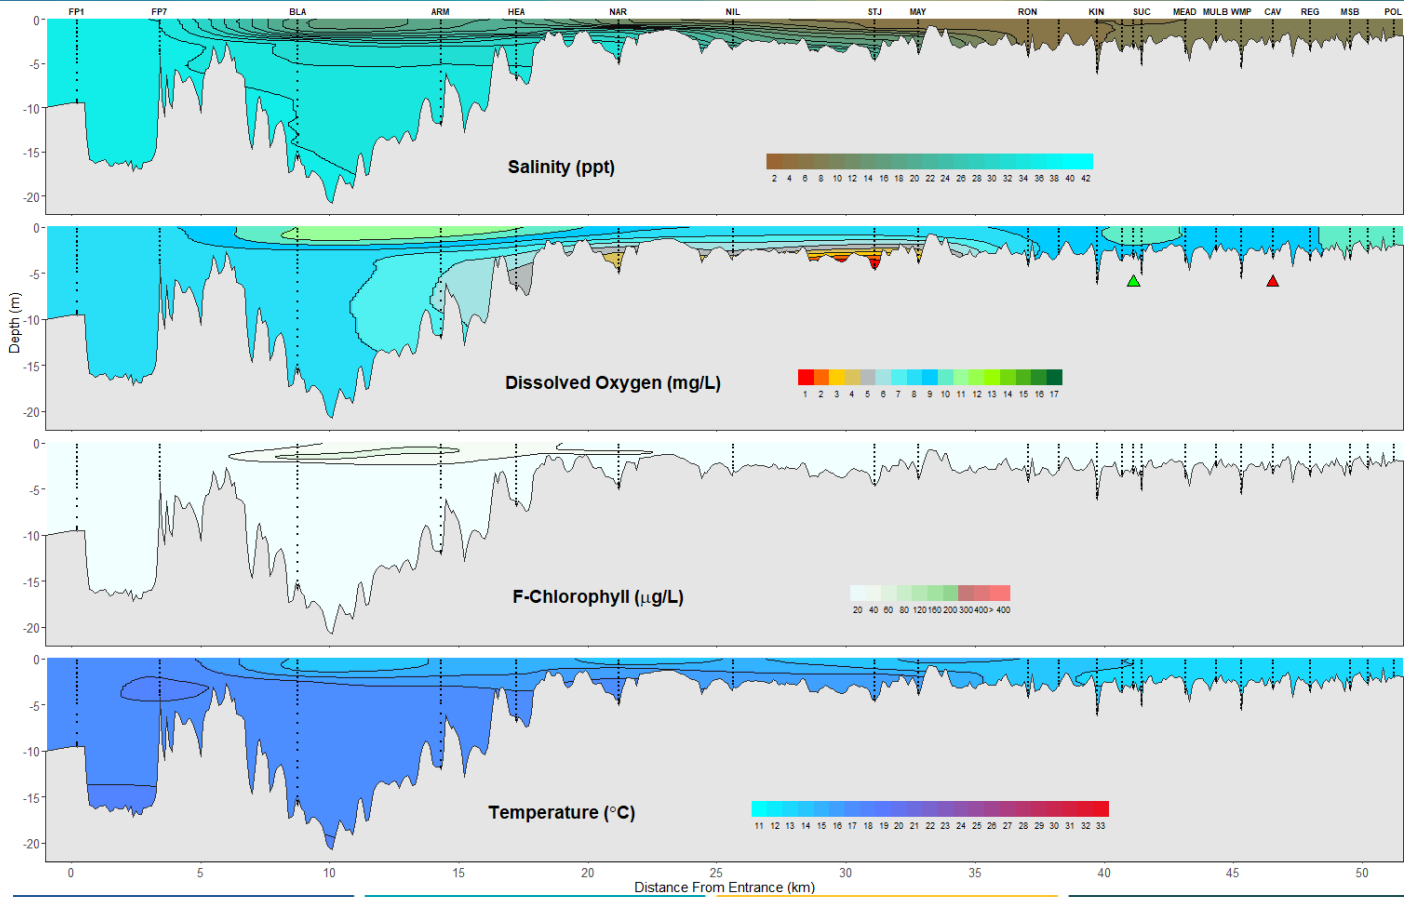 FP1 FP7 BLA ARM HEA NAR NIL STJ MAY RON KIN SUC MEAD MULB WMP CAV REG MSB POL
0
-5
-10
-15
-20
Salinity (ppt)
2 4 6 8 10 12 14 16 18 20 22 24 26 28 30 32 34 36 38 40 42
0
-5
-10
-15
-20
Depth (m)
Dissolved Oxygen (mg/L)
1 2 3 4 5 6 7 8 9 10 11 12 13 14 15 16 17
0
-5
-10
-15
-20
F-Chlorophyll (μg/L)
20 40 60 80 120 160 200 300 400 > 400
0
-5
-10
-15
-20
Temperature (°C)
11 12 13 14 15 16 17 18 19 20 21 22 23 24 25 26 27 28 29 30 31 32 33
0 5 10 15 20 25 30 35 40 45 50
Distance From Entrance (km)